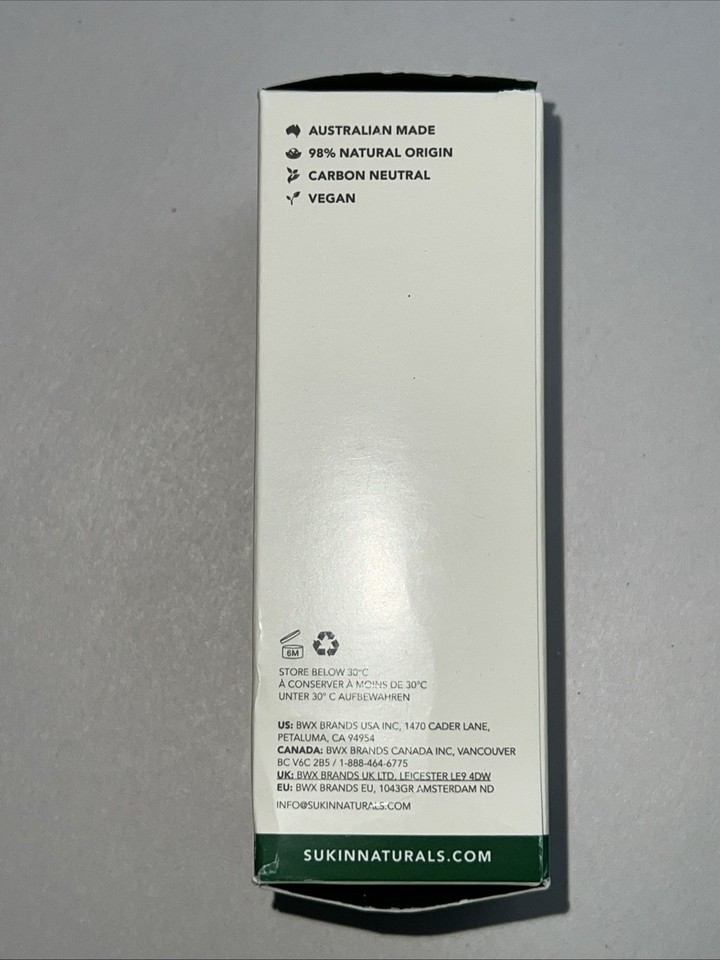 AUSTRALIAN MADE
98% NATURAL ORIGIN
CARBON NEUTRAL
VEGAN
6M
STORE BELOW 30°C
À CONSERVER À MOINS DE 30°C
UNTER 30° C AUFBEWAHREN
US: BWX BRANDS USA INC, 1470 CADER LANE,
PETALUMA, CA 94954
CANADA: BWX BRANDS CANADA INC, VANCOUVER
BC V6C 2B5 / 1-888-464-6775
UK: BWX BRANDS UK LTD, LEICESTER LE9 4DW
EU: BWX BRANDS EU, 1043GR AMSTERDAM ND
INFO@SUKINNATURALS.COM
SUKINNATURALS.COM